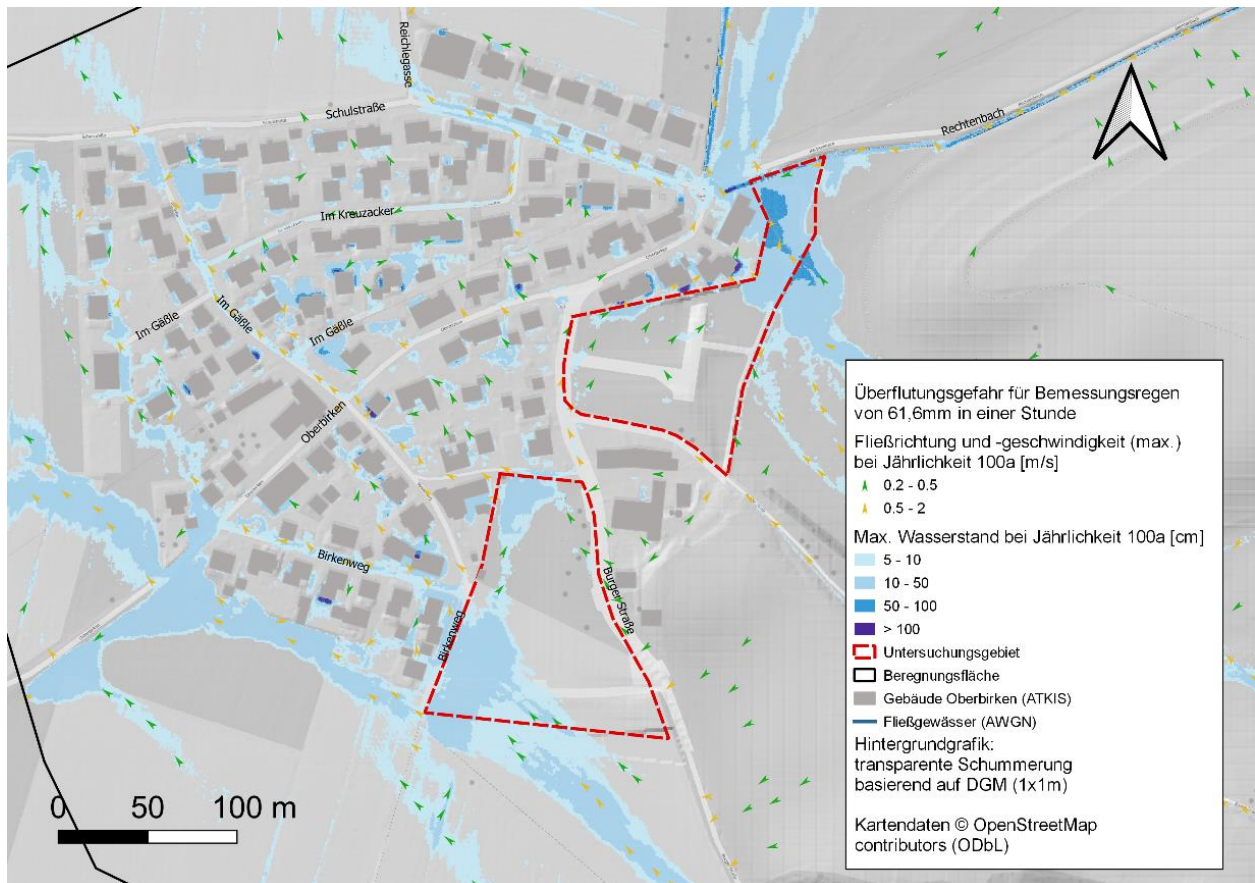 Reichlegasse
Schulstraße
Rechtenbach
Im Kreuzacker
Im Gäßle
Im Gäßle
Im Gäßle
Oberbirken
Birkenweg
Burger Straße
Birkenweg
0 50 100 m
Überflutungsgefahr für Bemessungsregen
von 61,6mm in einer Stunde
Fließrichtung und -geschwindigkeit (max.)
bei Jährlichkeit 100a [m/s]
0.2 - 0.5
0.5 - 2
Max. Wasserstand bei Jährlichkeit 100a [cm]
5 - 10
10 - 50
50 - 100
> 100
Untersuchungsgebiet
Beregnungsfläche
Gebäude Oberbirken (ATKIS)
Fließgewässer (AWGN)
Hintergrundgrafik:
transparente Schummerung
basierend auf DGM (1x1m)
Kartendaten © OpenStreetMap
contributors (ODbL)